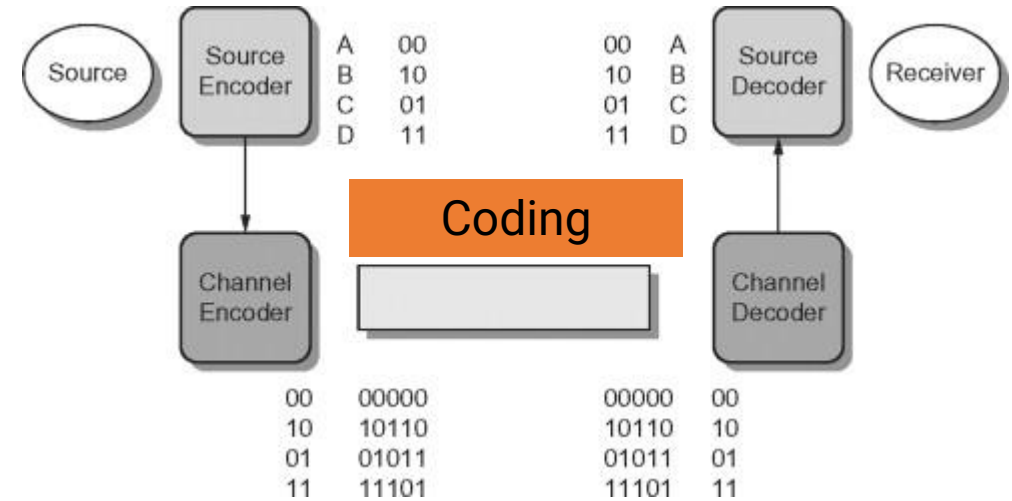 Source
Source
Encoder
A 00
B 10
C 01
D 11
00 A
10 B
01 C
11 D
Source
Decoder
Receiver
Coding
Channel
Encoder
Channel
Decoder
00 00000
10 10110
01 01011
11 11101
00000 00
10110 10
01011 01
11101 11